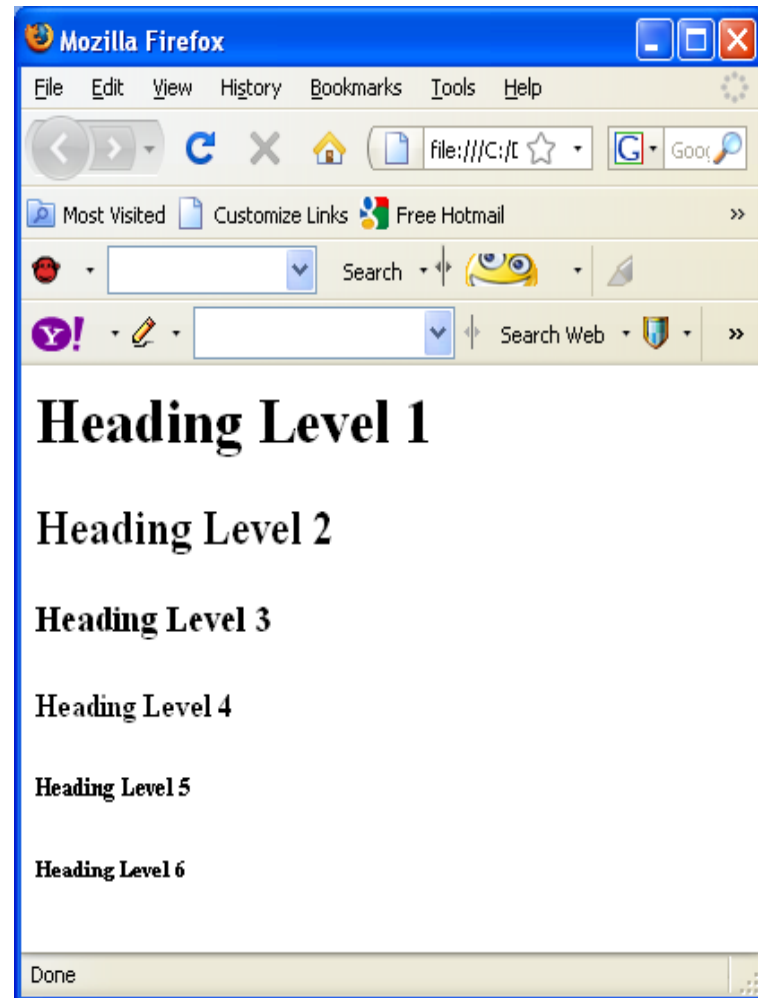 Mozilla Firefox
File Edit View History Bookmarks Tools Help
file:///C:/D G Goog
Most Visited Customize Links Free Hotmail »
Search
Y! Search Web »
Heading Level 1
Heading Level 2
Heading Level 3
Heading Level 4
Heading Level 5
Heading Level 6
Done